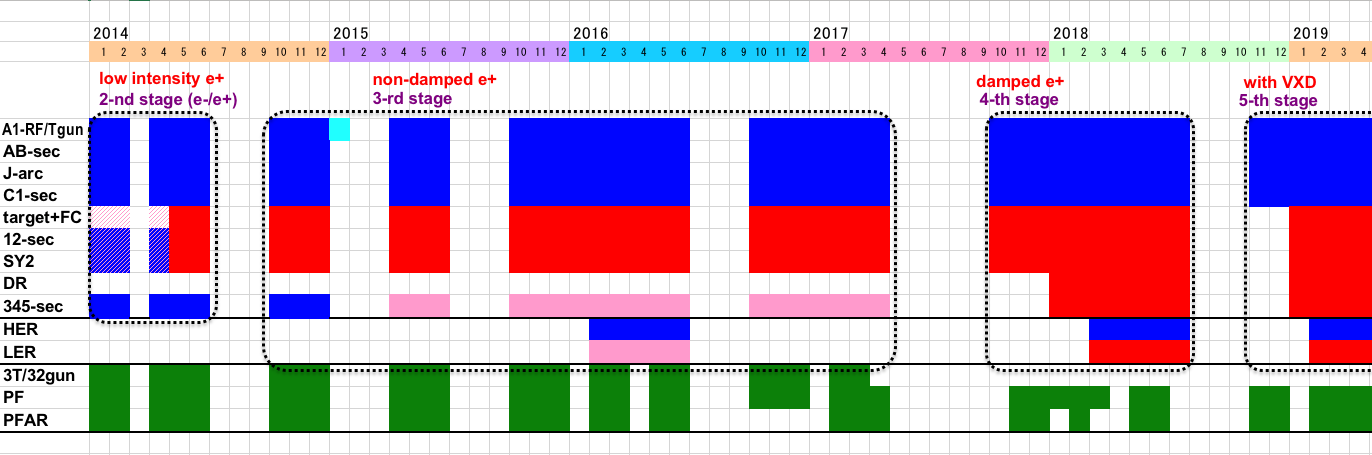 2014 2015 2016 2017 2018 2019
1 2 3 4 5 6 7 8 9 10 11 12 1 2 3 4 5 6 7 8 9 10 11 12 1 2 3 4 5 6 7 8 9 10 11 12 1 2 3 4 5 6 7 8 9 10 11 12 1 2 3 4 5 6 7 8 9 10 11 12 1 2 3 4
low intensity e+ non-damped e+ damped e+ with VXD
2-nd stage (e-/e+) 3-rd stage 4-th stage 5-th stage
A1-RF/Tgun
AB-sec
J-arc
C1-sec
target+FC
12-sec
SY2
DR
345-sec
HER
LER
3T/32gun
PF
PFAR